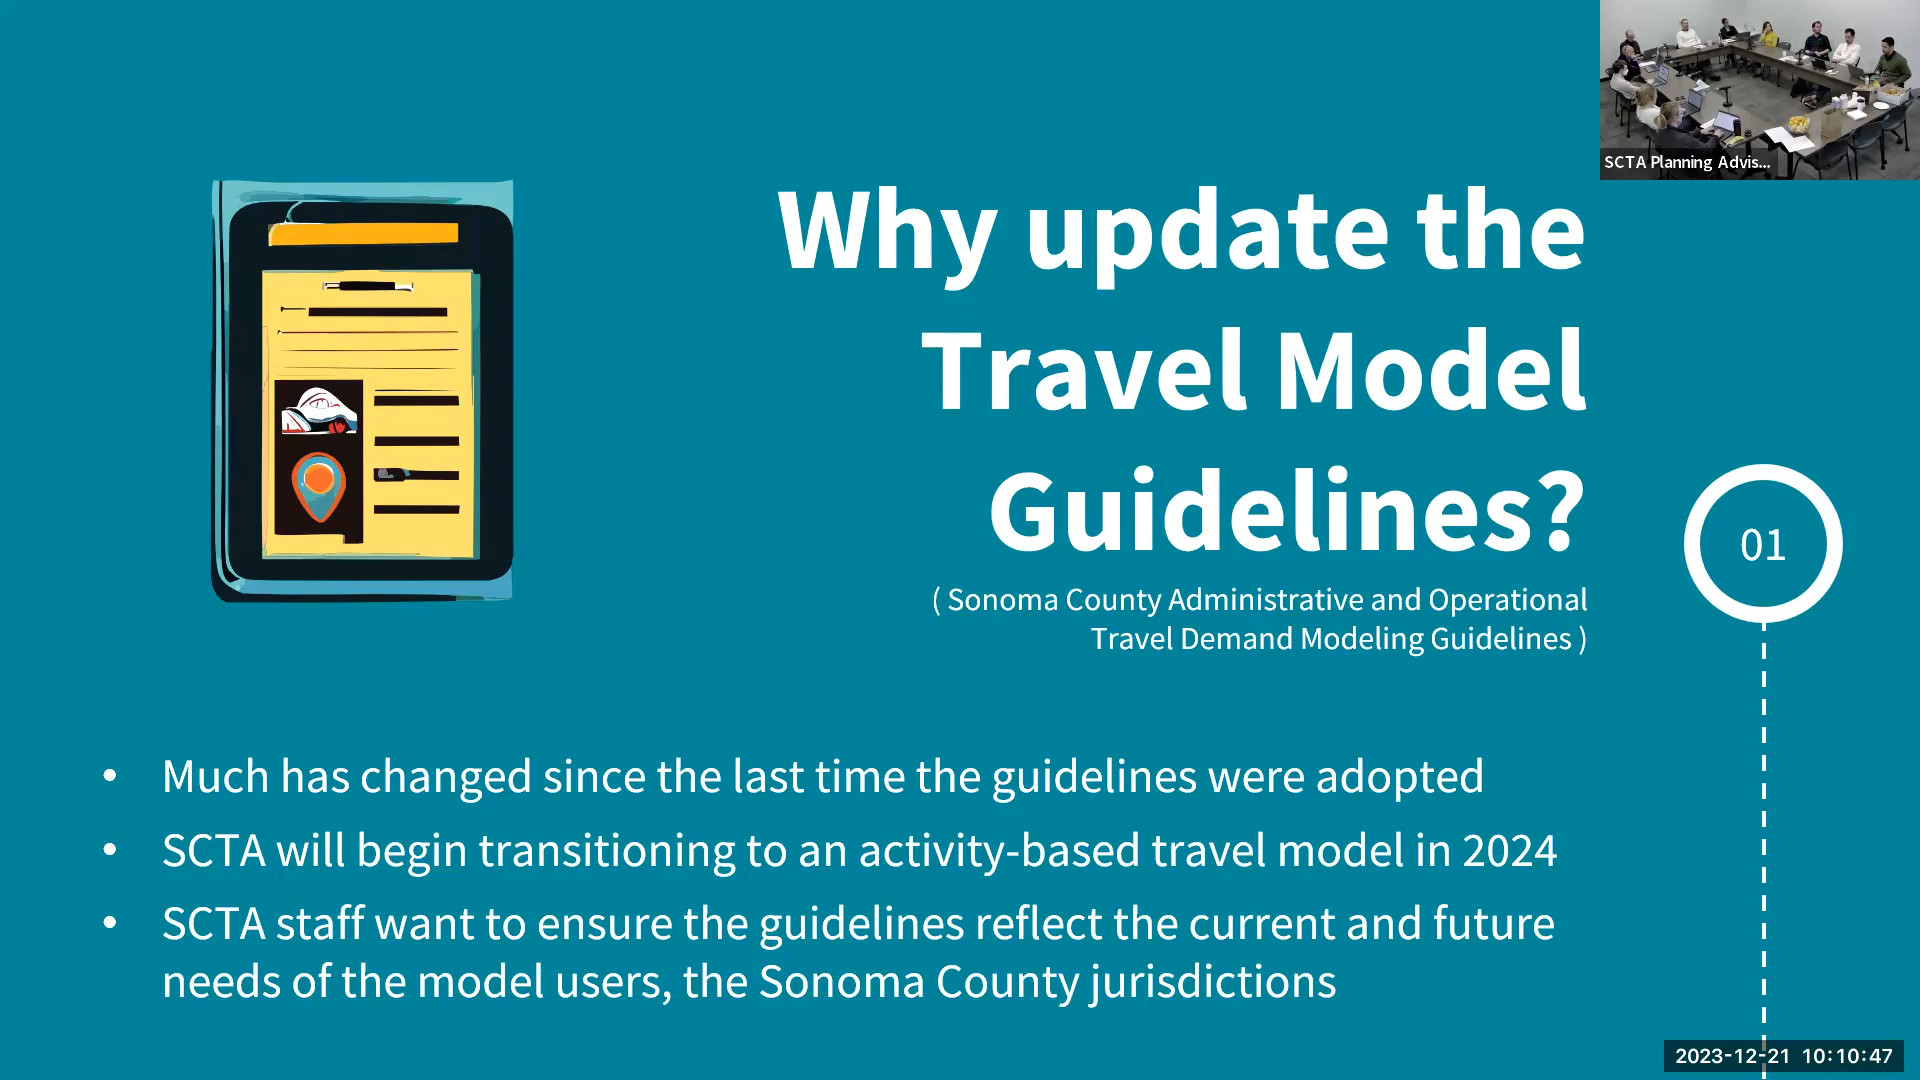 SCTA Planning Advis...
Why update the
Travel Model
Guidelines?
( Sonoma County Administrative and Operational
Travel Demand Modeling Guidelines )
01
• Much has changed since the last time the guidelines were adopted
• SCTA will begin transitioning to an activity-based travel model in 2024
• SCTA staff want to ensure the guidelines reflect the current and future
needs of the model users, the Sonoma County jurisdictions
2023-12-21 10:10:47